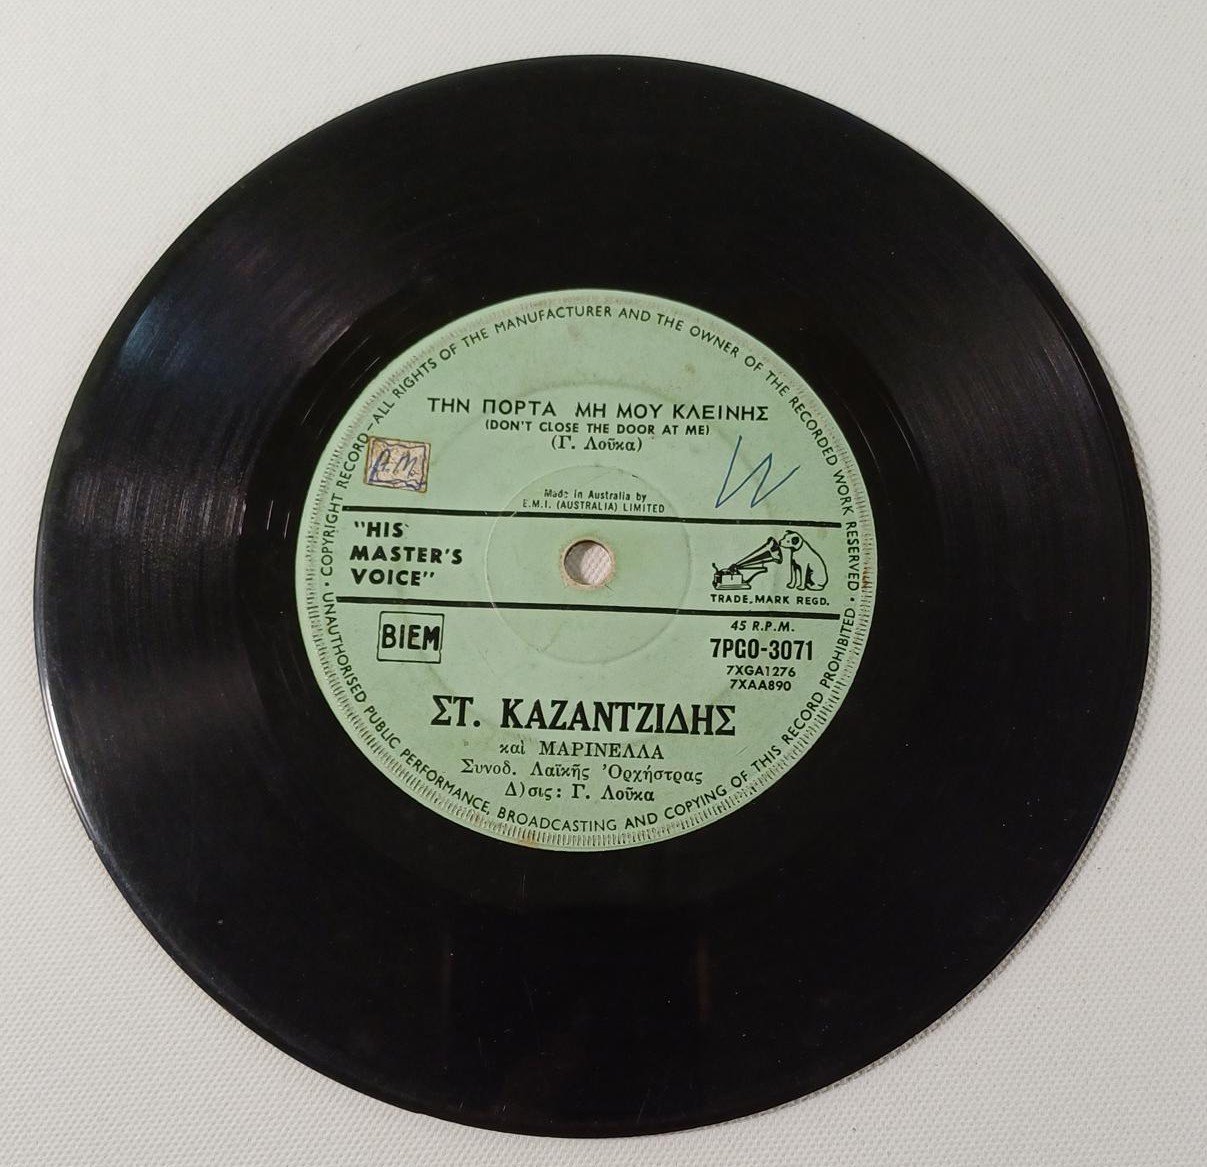 COPYRIGHT RECORD—ALL RIGHTS OF THE MANUFACTURER AND THE OWNER OF THE RECORDED WORK RESERVED •
UNAUTHORISED PUBLIC PERFORMANCE, BROADCASTING AND COPYING OF THIS RECORD PROHIBITED •
ΤΗΝ ΠΟΡΤΑ ΜΗ ΜΟΥ ΚΛΕΙΝΗΣ
(DON'T CLOSE THE DOOR AT ME)
(Γ. Λοῦκα)
A.M.
W
Made in Australia by
E.M.I. (AUSTRALIA) LIMITED
"HIS
MASTER'S
VOICE"
TRADE MARK REGD.
BIEM
45 R.P.M.
7PGO-3071
7XGA1276
7XAA890
ΣΤ. ΚΑΖΑΝΤΖΙΔΗΣ
καὶ ΜΑΡΙΝΕΛΛΑ
Συνοδ. Λαϊκῆς Ὀρχήστρας
Δ)σις: Γ. Λοῦκα